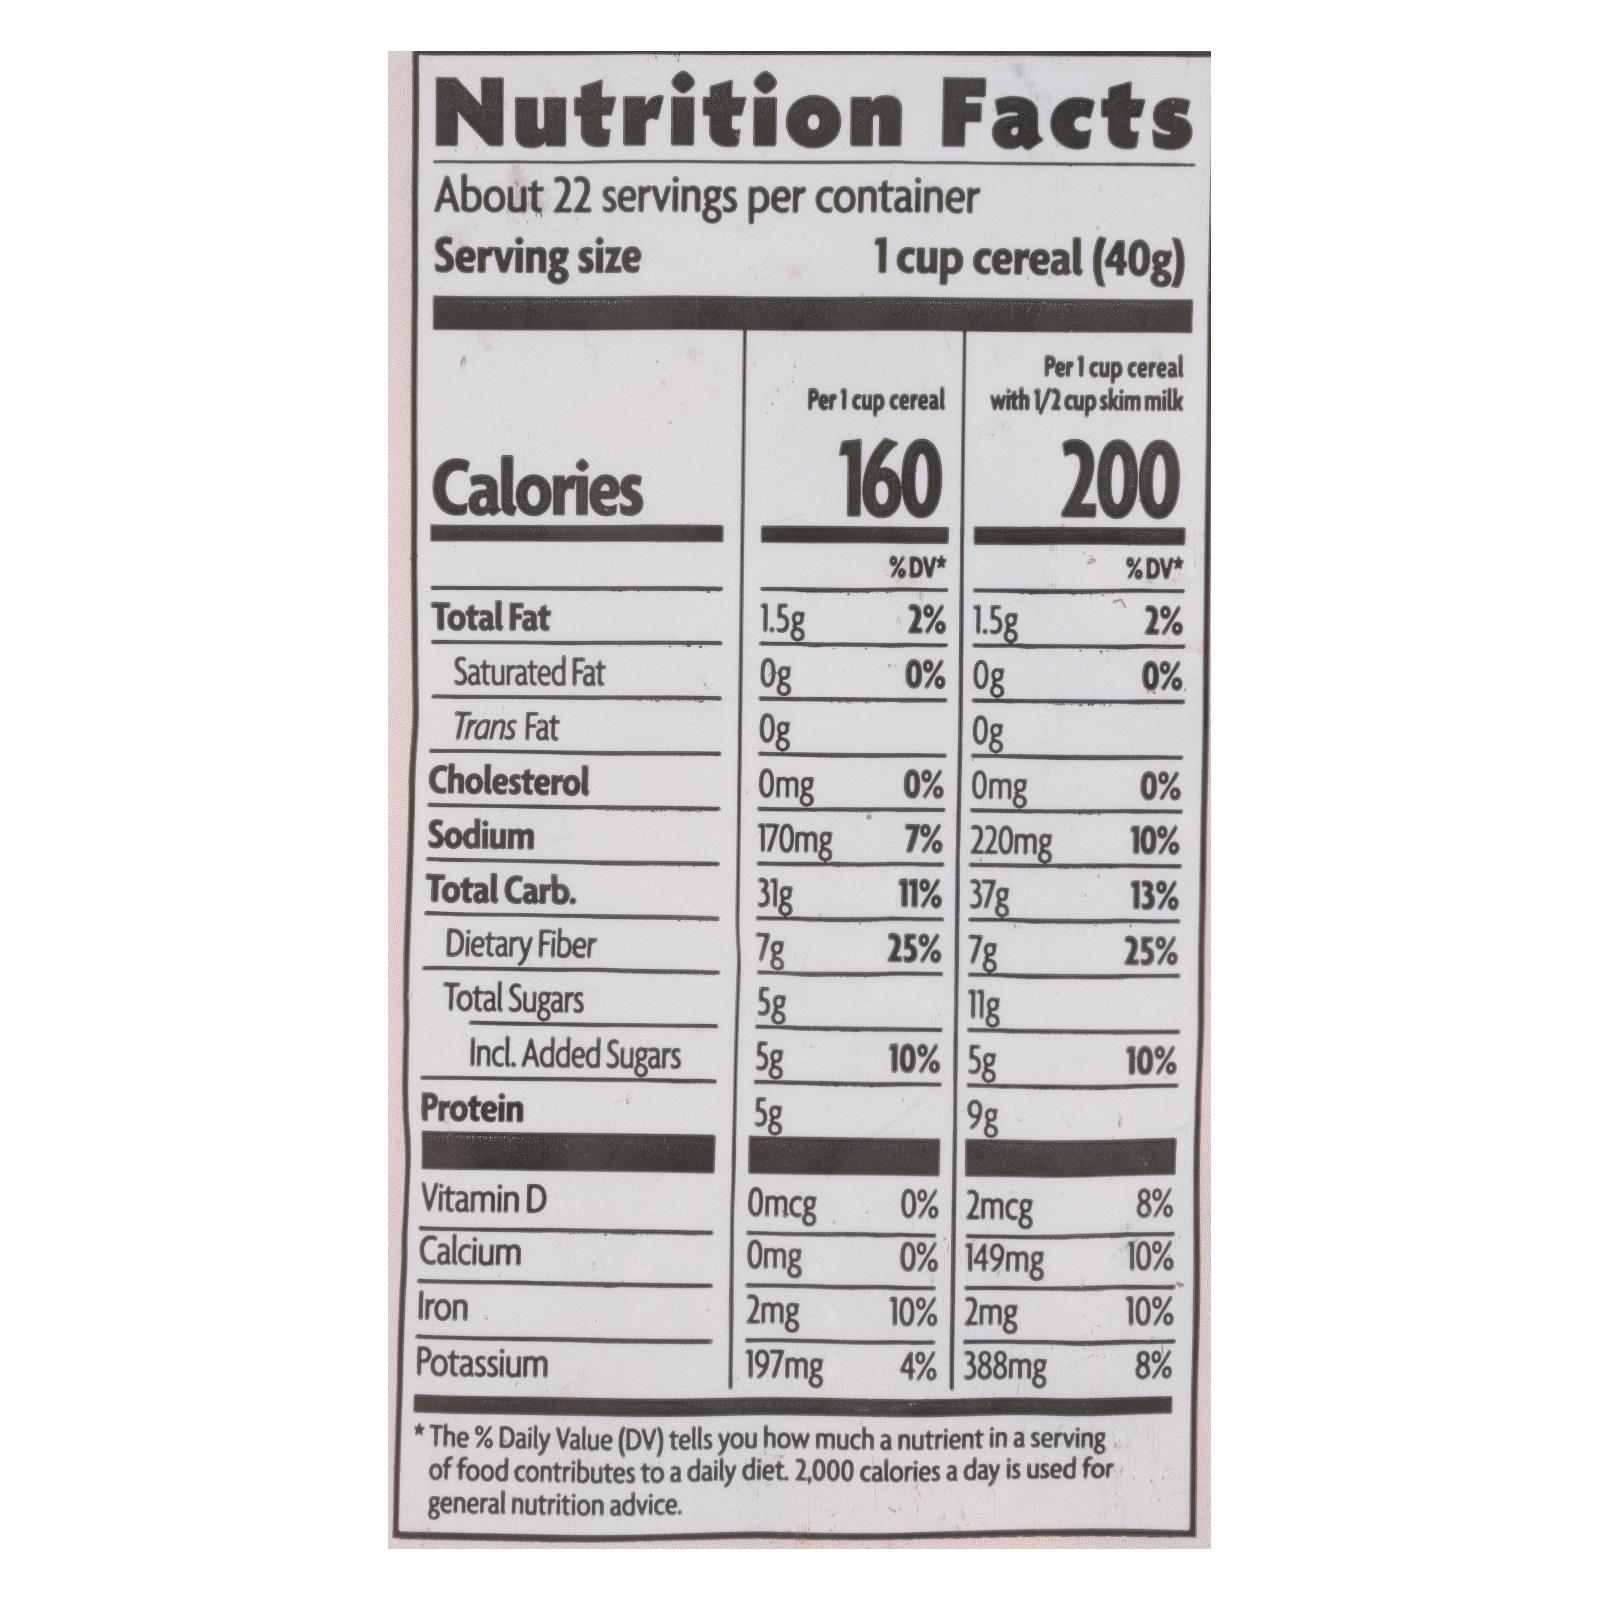 Nutrition Facts
About 22 servings per container
Serving size 1 cup cereal (40g)
Per 1 cup cereal
Per 1 cup cereal
with 1/2 cup skim milk
Calories 160 200
%DV* %DV*
Total Fat 1.5g 2% 1.5g 2%
Saturated Fat 0g 0% 0g 0%
Trans Fat 0g 0g
Cholesterol 0mg 0% 0mg 0%
Sodium 170mg 7% 220mg 10%
Total Carb. 31g 11% 37g 13%
Dietary Fiber 7g 25% 7g 25%
Total Sugars 5g 11g
Incl. Added Sugars 5g 10% 5g 10%
Protein 5g 9g
Vitamin D 0mcg 0% 2mcg 8%
Calcium 0mg 0% 149mg 10%
Iron 2mg 10% 2mg 10%
Potassium 197mg 4% 388mg 8%
* The % Daily Value (DV) tells you how much a nutrient in a serving
of food contributes to a daily diet. 2,000 calories a day is used for
general nutrition advice.